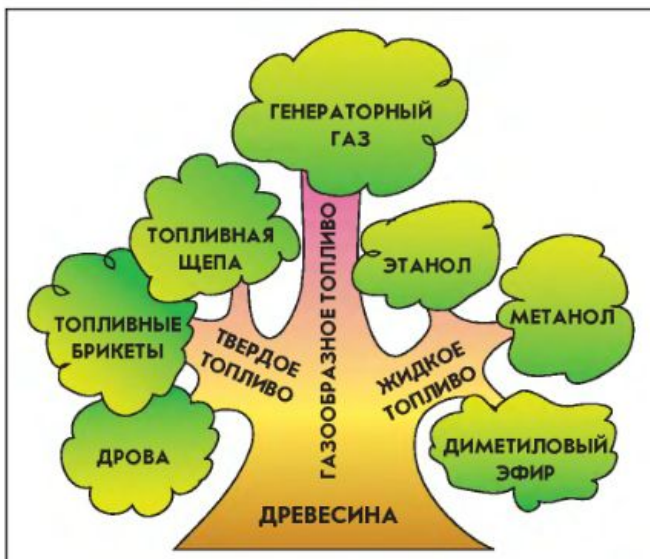 ГЕНЕРАТОРНЫЙ
ГАЗ
ТОПЛИВНАЯ
ЩЕПА
ЭТАНОЛ
ТОПЛИВНЫЕ
БРИКЕТЫ
МЕТАНОЛ
ТВЕРДОЕ
ТОПЛИВО
ГАЗООБРАЗНОЕ ТОПЛИВО
ЖИДКОЕ
ТОПЛИВО
ДРОВА
ДИМЕТИЛОВЫЙ
ЭФИР
ДРЕВЕСИНА